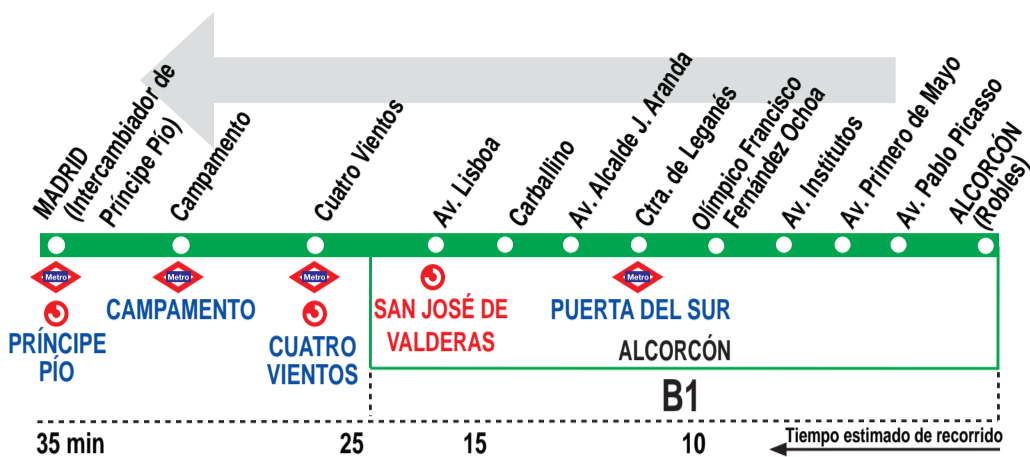 MADRID
(Intercambiador de
Príncipe Pío)
Campamento
Cuatro Vientos
Av. Lisboa
Carballino
Av. Alcalde J. Aranda
Ctra. de Leganés
Olímpico Francisco
Fernández Ochoa
Av. Institutos
Av. Primero de Mayo
Av. Pablo Picasso
ALCORCÓN
(Robles)
Metro
Metro
Metro
Metro
PRÍNCIPE
PÍO
CAMPAMENTO
CUATRO
VIENTOS
SAN JOSÉ DE
VALDERAS
PUERTA DEL SUR
ALCORCÓN
B1
35 min 25 15 10 Tiempo estimado de recorrido